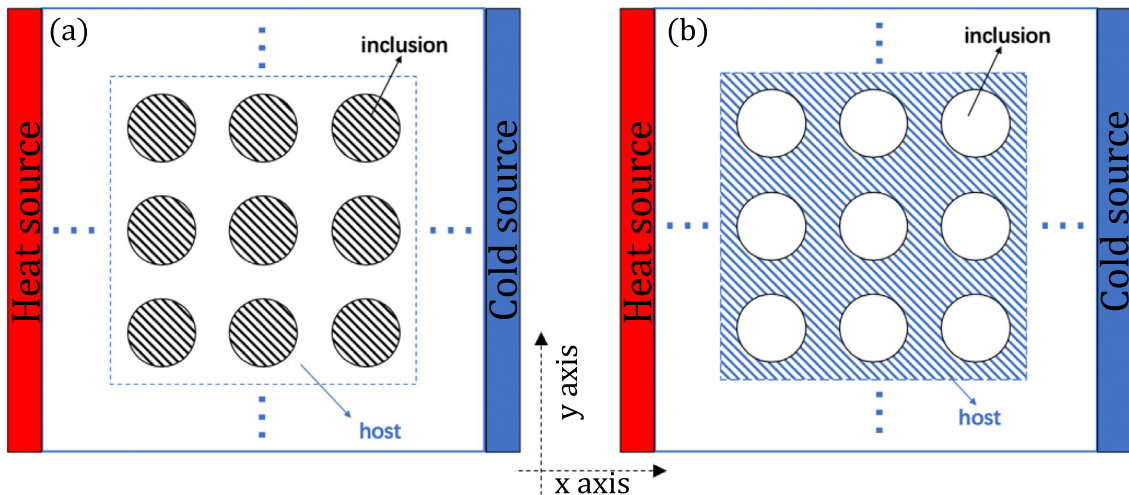 (a)
inclusion
Heat source
Cold source
host
(b)
inclusion
Heat source
Cold source
host
y axis
x axis